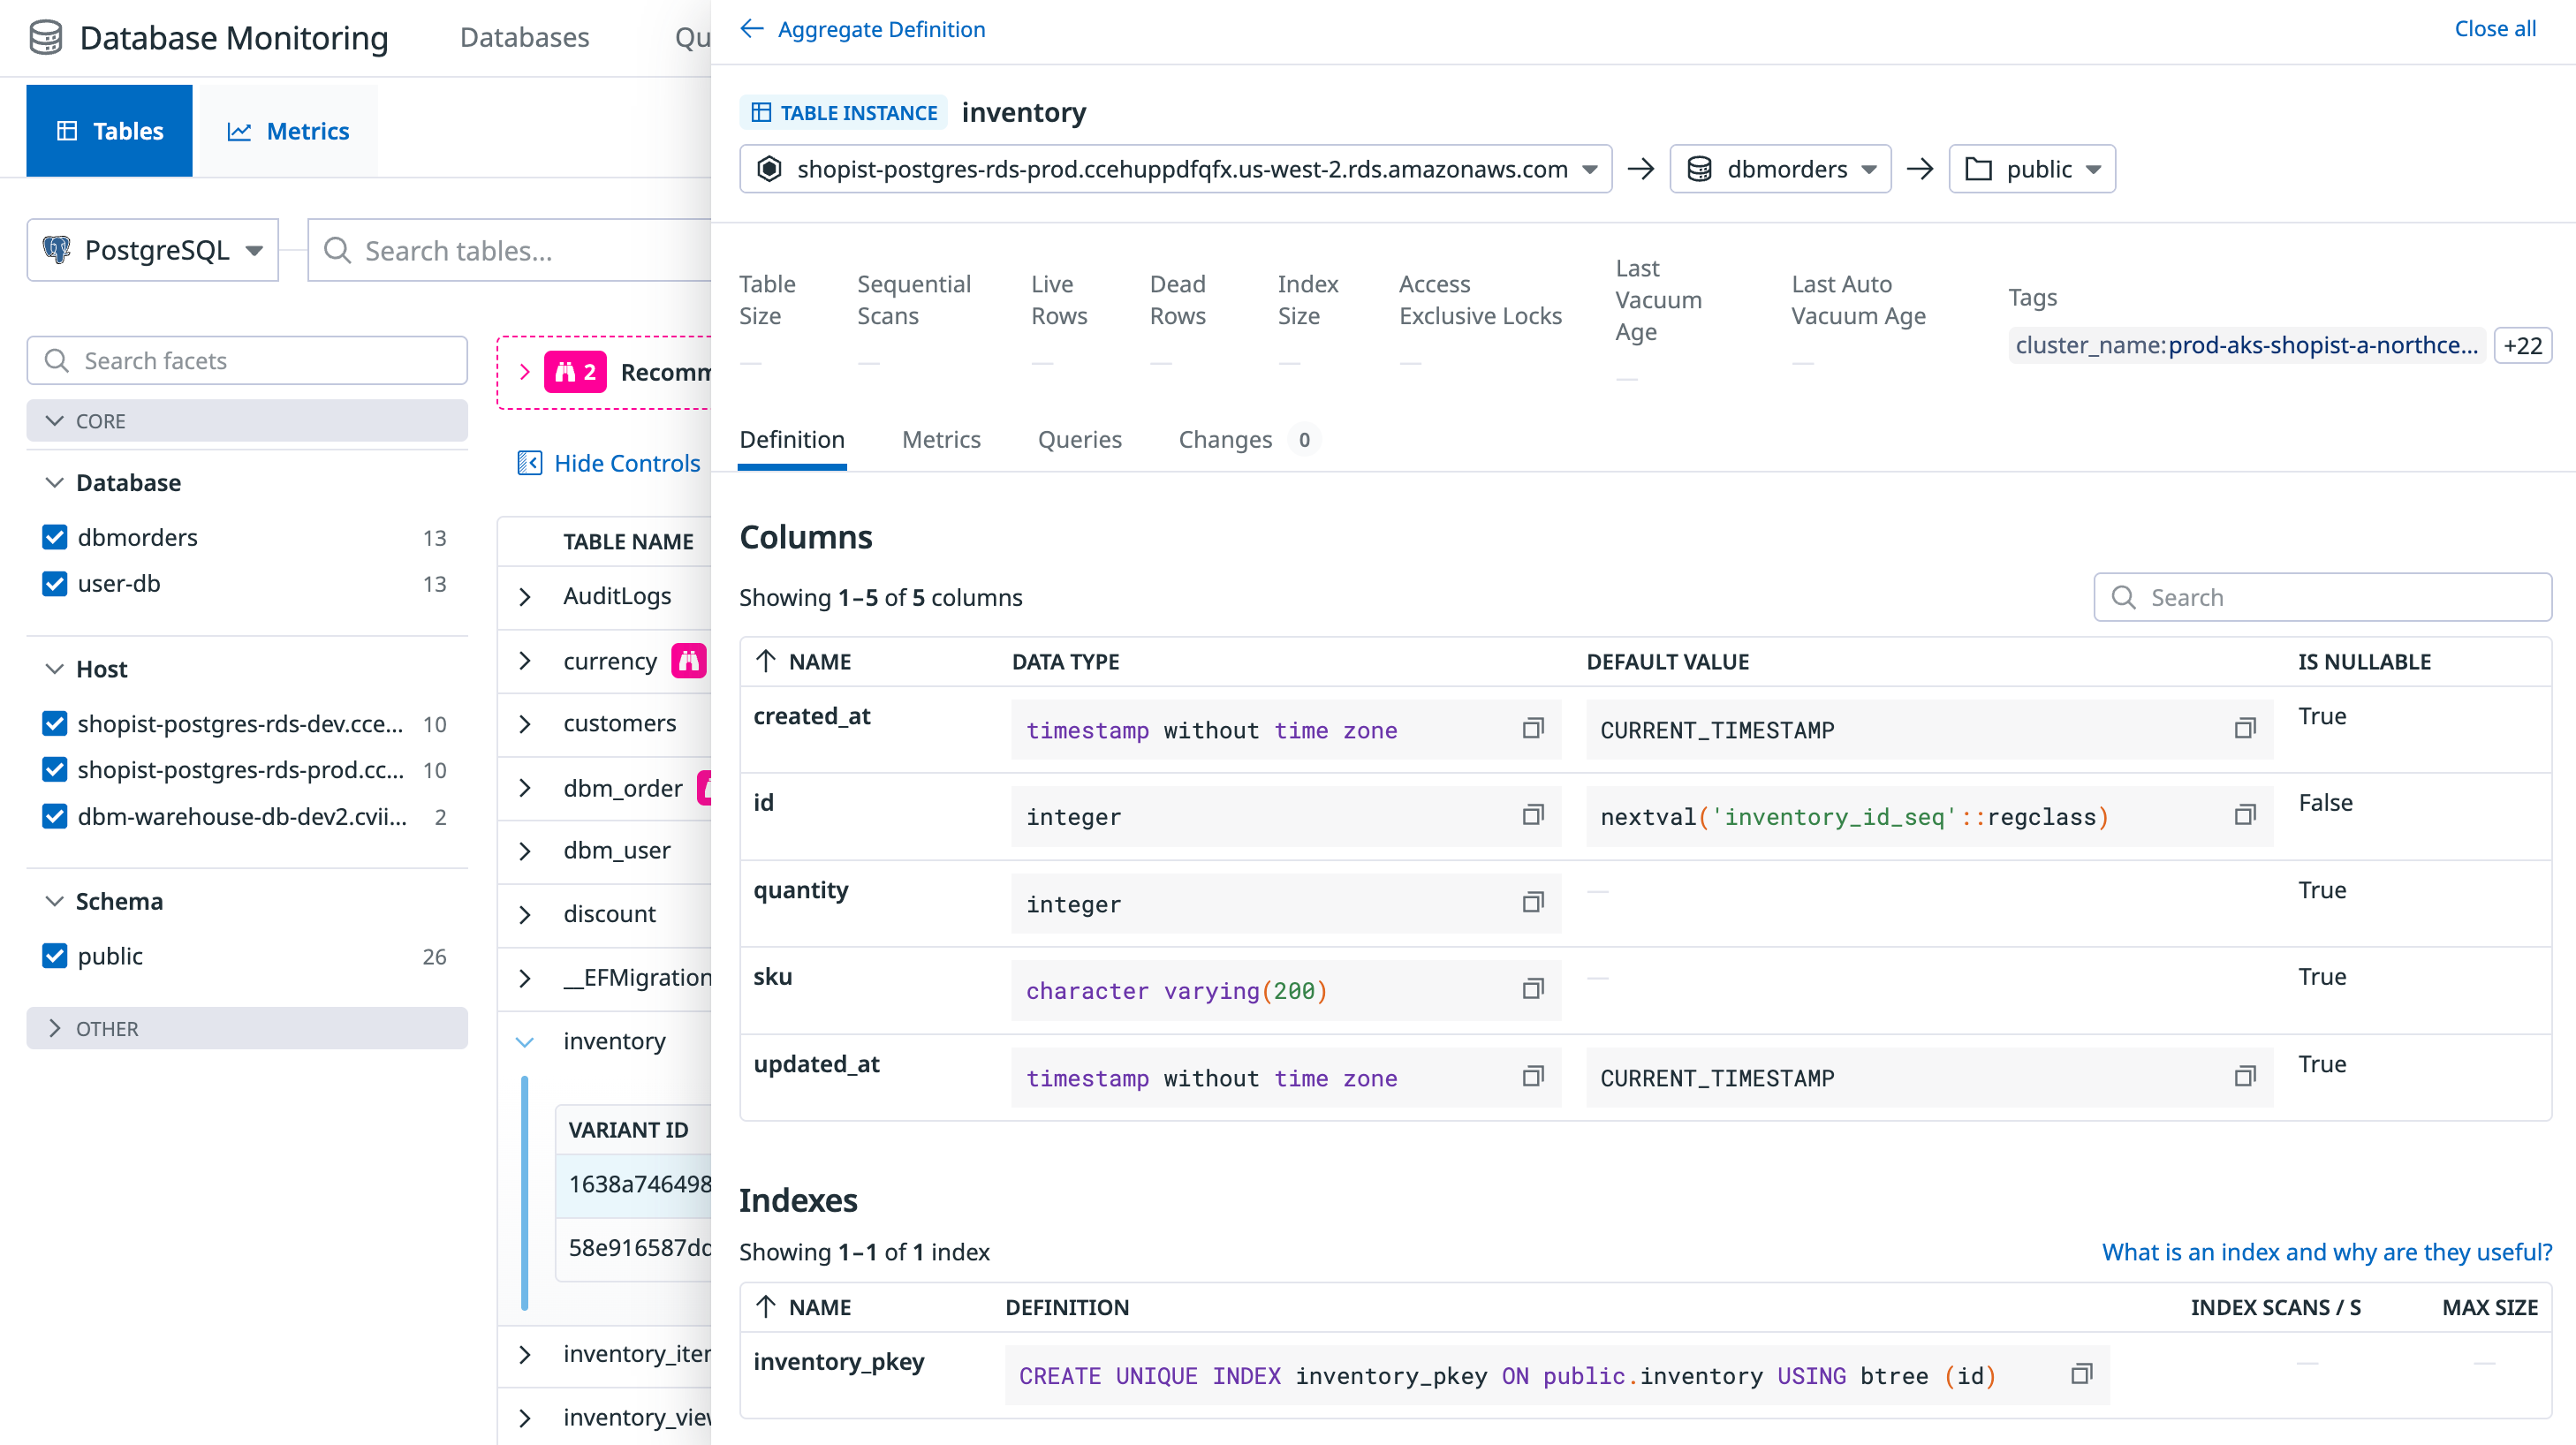 Database Monitoring
Databases
Qu
Tables
Metrics
PostgreSQL
Search tables...
Search facets
CORE
Database
dbmorders 13
user-db 13
Host
shopist-postgres-rds-dev.cce... 10
shopist-postgres-rds-prod.cc... 10
dbm-warehouse-db-dev2.cvii... 2
Schema
public 26
OTHER
2 Recomm
Hide Controls
TABLE NAME
AuditLogs
currency
customers
dbm_order
dbm_user
discount
__EFMigration
inventory
VARIANT ID
1638a746498
58e916587dd
inventory_iter
inventory_view
Aggregate Definition
Close all
TABLE INSTANCE inventory
shopist-postgres-rds-prod.ccehuppdfqfx.us-west-2.rds.amazonaws.com → dbmorders → public
Table Size
—
Sequential Scans
—
Live Rows
—
Dead Rows
—
Index Size
—
Access Exclusive Locks
—
Last Vacuum Age
—
Last Auto Vacuum Age
—
Tags
cluster_name:prod-aks-shopist-a-northce... +22
Definition
Metrics
Queries
Changes 0
Columns
Showing 1–5 of 5 columns
Search
NAME DATA TYPE DEFAULT VALUE IS NULLABLE
created_at timestamp without time zone CURRENT_TIMESTAMP True
id integer nextval('inventory_id_seq'::regclass) False
quantity integer — True
sku character varying(200) — True
updated_at timestamp without time zone CURRENT_TIMESTAMP True
Indexes
Showing 1–1 of 1 index
What is an index and why are they useful?
NAME DEFINITION INDEX SCANS / S MAX SIZE
inventory_pkey CREATE UNIQUE INDEX inventory_pkey ON public.inventory USING btree (id) — —